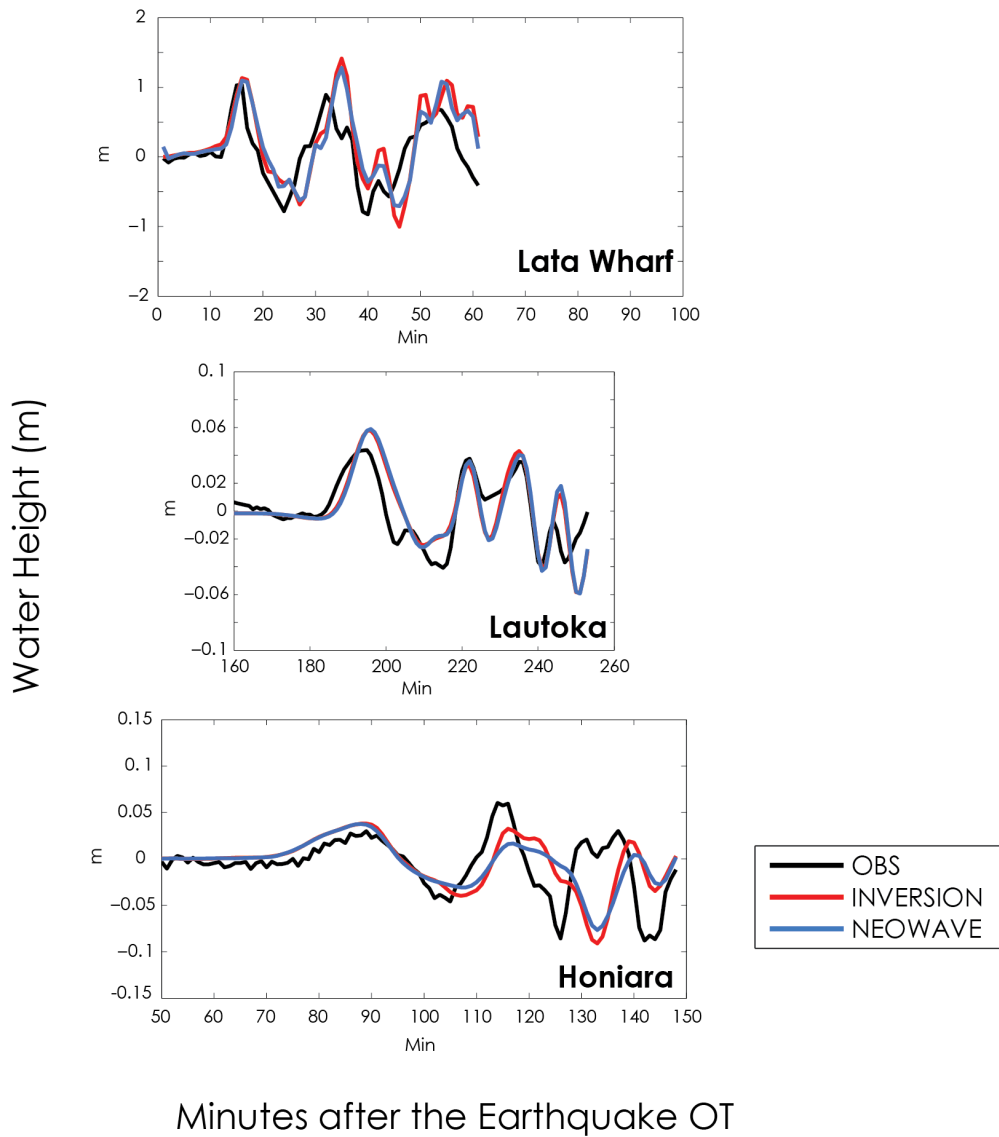 2
1
0
−1
−2
m
Lata Wharf
0 10 20 30 40 50 60 70 80 90 100
Min
Water Height (m)
0.1
0.06
0.02
0
−0.02
−0.06
−0.1
m
Lautoka
160 180 200 220 240 260
Min
0.15
0.1
0.05
0
-0.05
-0.1
-0.15
m
Honiara
50 60 70 80 90 100 110 120 130 140 150
Min
OBS
INVERSION
NEOWAVE
Minutes after the Earthquake OT